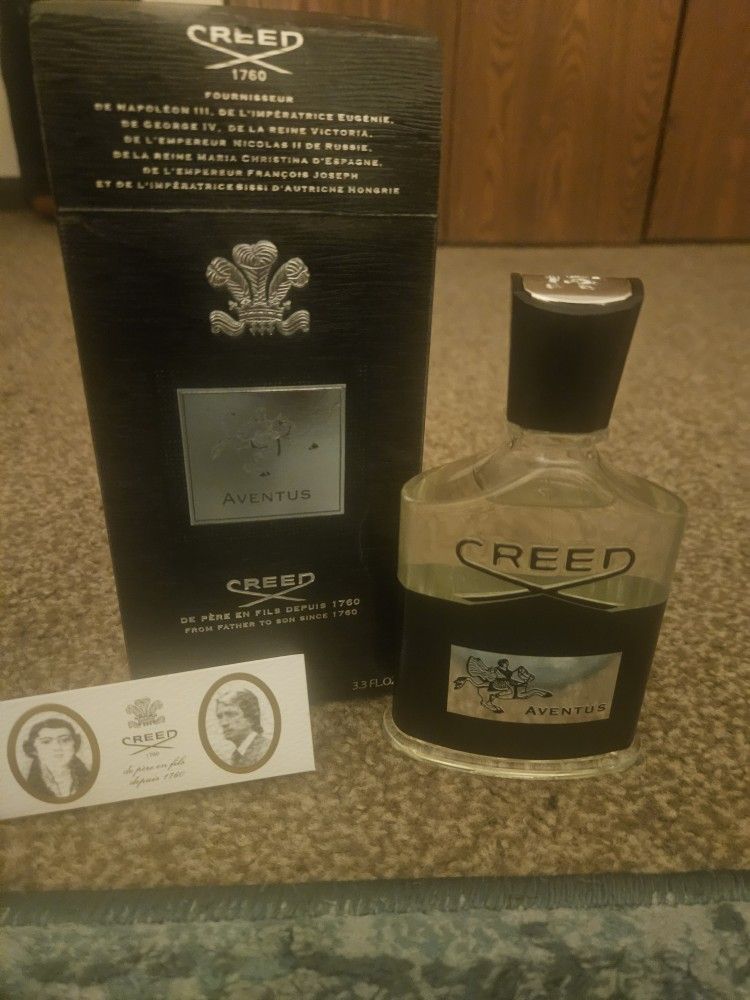 CREED
1760
FOURNISSEUR
DE NAPOLÉON III, DE L'IMPÉRATRICE EUGÉNIE,
DE GEORGE IV, DE LA REINE VICTORIA,
DE L'EMPEREUR NICOLAS II DE RUSSIE,
DE LA REINE MARIA CHRISTINA D'ESPAGNE,
DE L'EMPEREUR FRANÇOIS JOSEPH
ET DE L'IMPÉRATRICE SISSI D'AUTRICHE HONGRIE
AVENTUS
CREED
DE PÈRE EN FILS DEPUIS 1760
FROM FATHER TO SON SINCE 1760
3.3 FL.OZ
CREED
AVENTUS
CREED
1760
de père en fils
depuis 1760